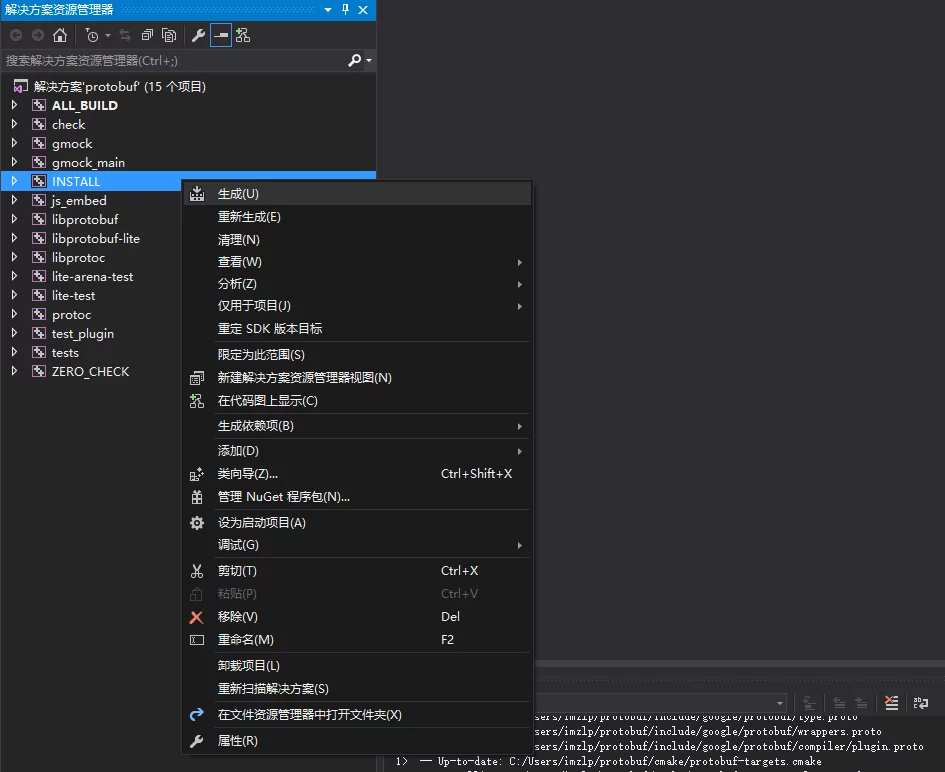 解决方案资源管理器
搜索解决方案资源管理器(Ctrl+;)
解决方案'protobuf' (15 个项目)
ALL_BUILD
check
gmock
gmock_main
INSTALL
js_embed
libprotobuf
libprotobuf-lite
libprotoc
lite-arena-test
lite-test
protoc
test_plugin
tests
ZERO_CHECK
生成(U)
重新生成(E)
清理(N)
查看(W)
分析(Z)
仅用于项目(J)
重定 SDK 版本目标
限定为此范围(S)
新建解决方案资源管理器视图(N)
在代码图上显示(C)
生成依赖项(B)
添加(D)
类向导(Z)... Ctrl+Shift+X
管理 NuGet 程序包(N)...
设为启动项目(A)
调试(G)
剪切(T) Ctrl+X
粘贴(P) Ctrl+V
移除(V) Del
重命名(M) F2
卸载项目(L)
重新扫描解决方案(S)
在文件资源管理器中打开文件夹(X)
属性(R)
sers/imzlp/protobuf/include/google/protobuf/type.proto
sers/imzlp/protobuf/include/google/protobuf/wrappers.proto
sers/imzlp/protobuf/include/google/protobuf/compiler/plugin.proto
1> -- Up-to-date: C:/Users/imzlp/protobuf/cmake/protobuf-targets.cmake